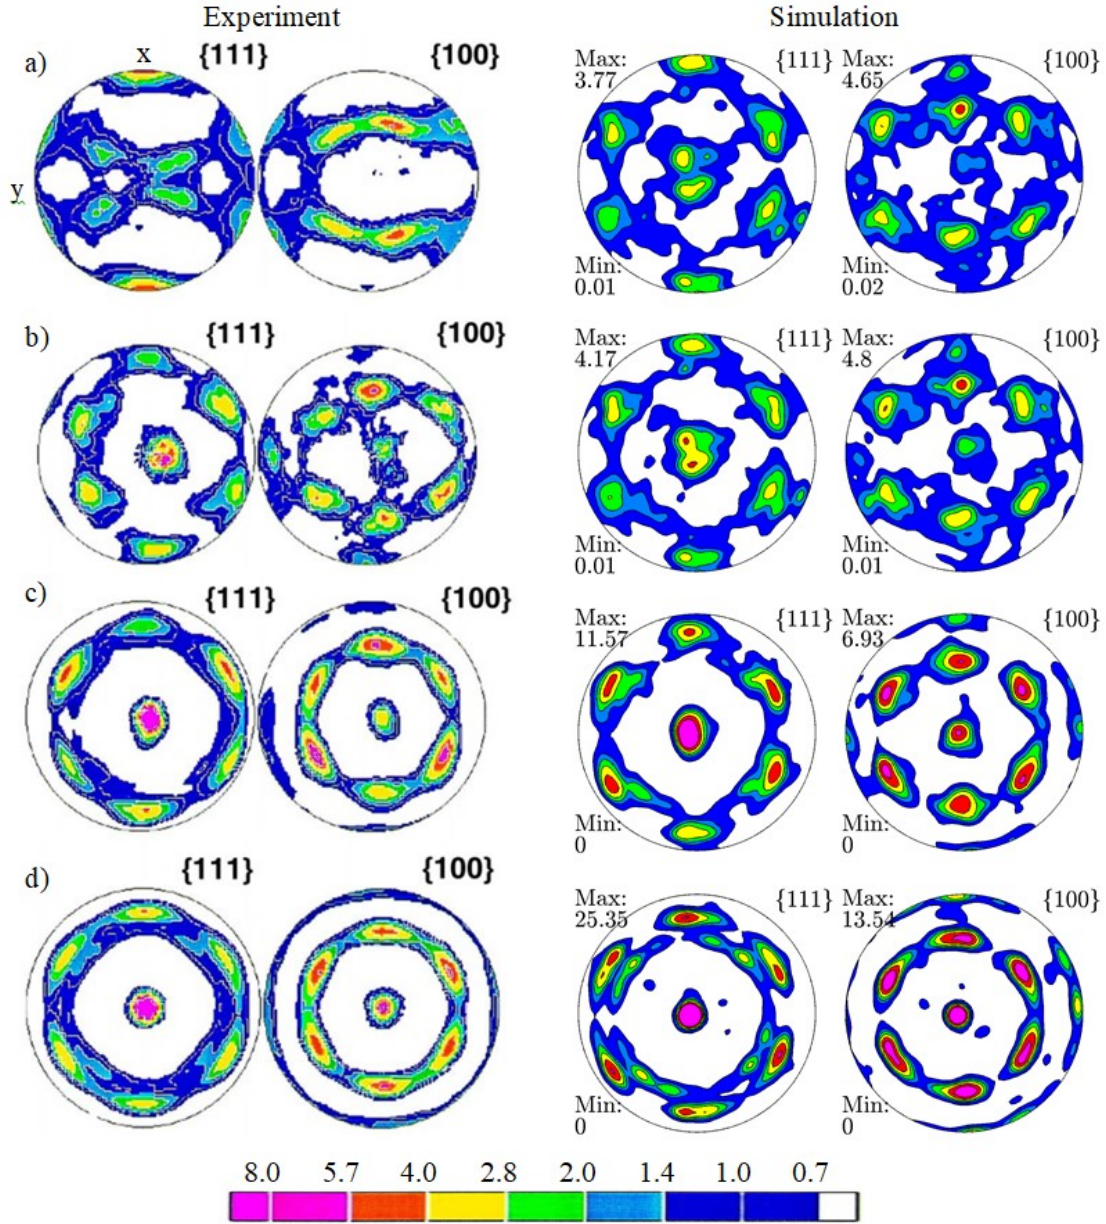 Experiment Simulation
a) x {111} {100} Max: 3.77 {111} Max: 4.65 {100}
y
Min: 0.01 Min: 0.02
b) {111} {100} Max: 4.17 {111} Max: 4.8 {100}
Min: 0.01 Min: 0.01
c) {111} {100} Max: 11.57 {111} Max: 6.93 {100}
Min: 0 Min: 0
d) {111} {100} Max: 25.35 {111} Max: 13.54 {100}
Min: 0 Min: 0
8.0 5.7 4.0 2.8 2.0 1.4 1.0 0.7